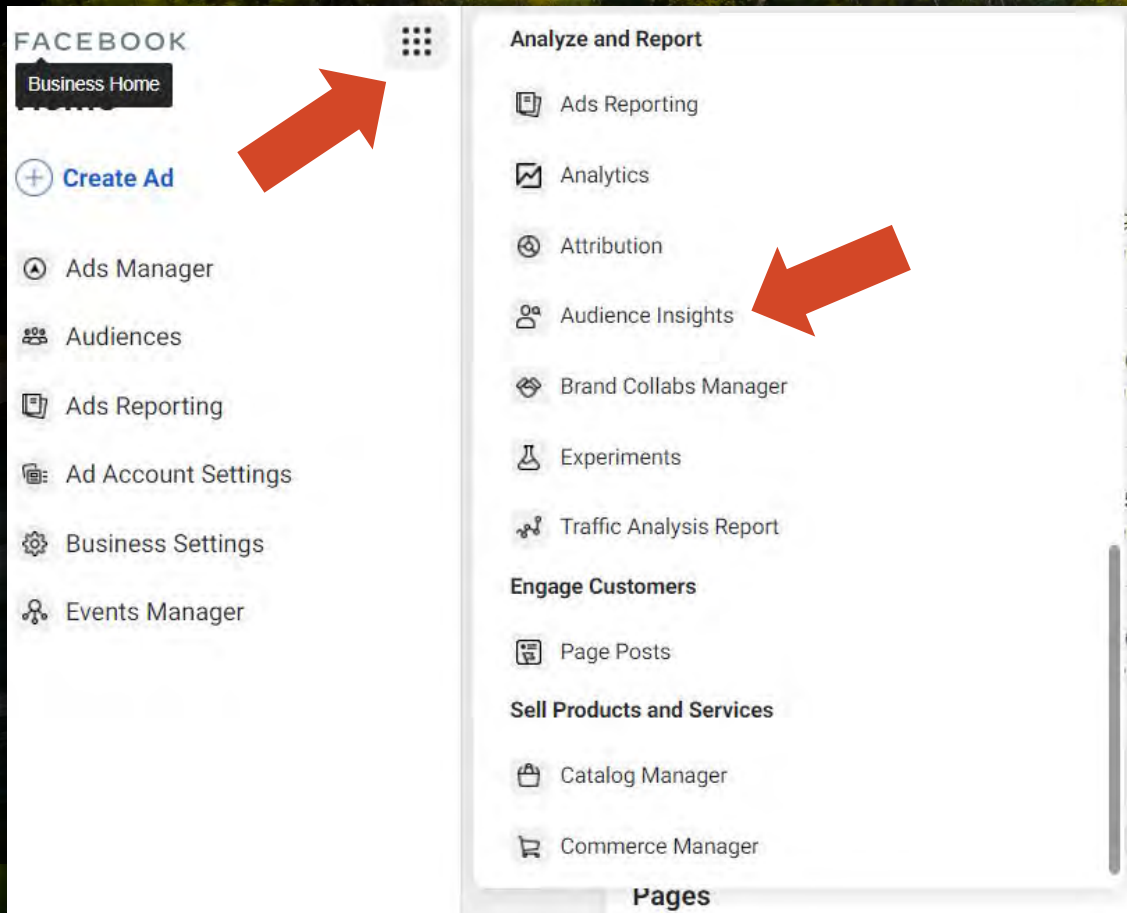 FACEBOOK
Business Home
Create Ad
Ads Manager
Audiences
Ads Reporting
Ad Account Settings
Business Settings
Events Manager
Analyze and Report
Ads Reporting
Analytics
Attribution
Audience Insights
Brand Collabs Manager
Experiments
Traffic Analysis Report
Engage Customers
Page Posts
Sell Products and Services
Catalog Manager
Commerce Manager
Pages